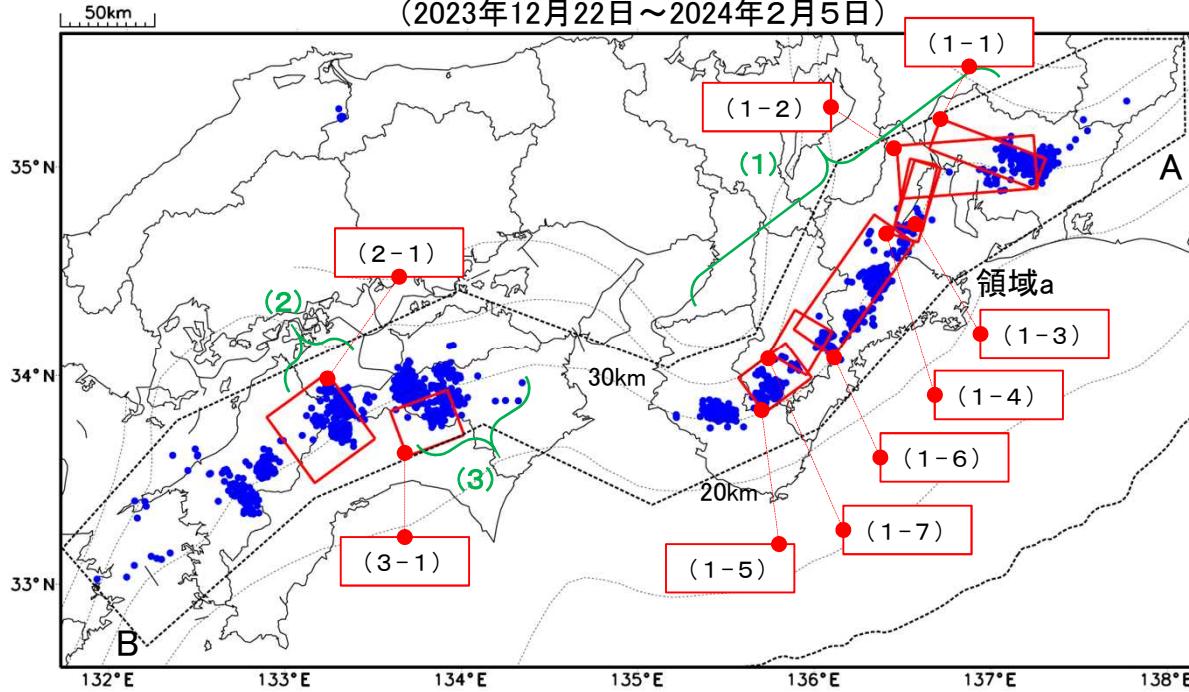 50km
(2023年12月22日～2024年2月5日)
（1-1）
（1-2）
(1)
35°N
A
（2-1）
領域a
(2)
（1-3）
34°N
30km
（1-4）
（1-6）
(3)
20km
（1-7）
（3-1）
（1-5）
33°N
B
132°E
133°E
134°E
135°E
136°E
137°E
138°E